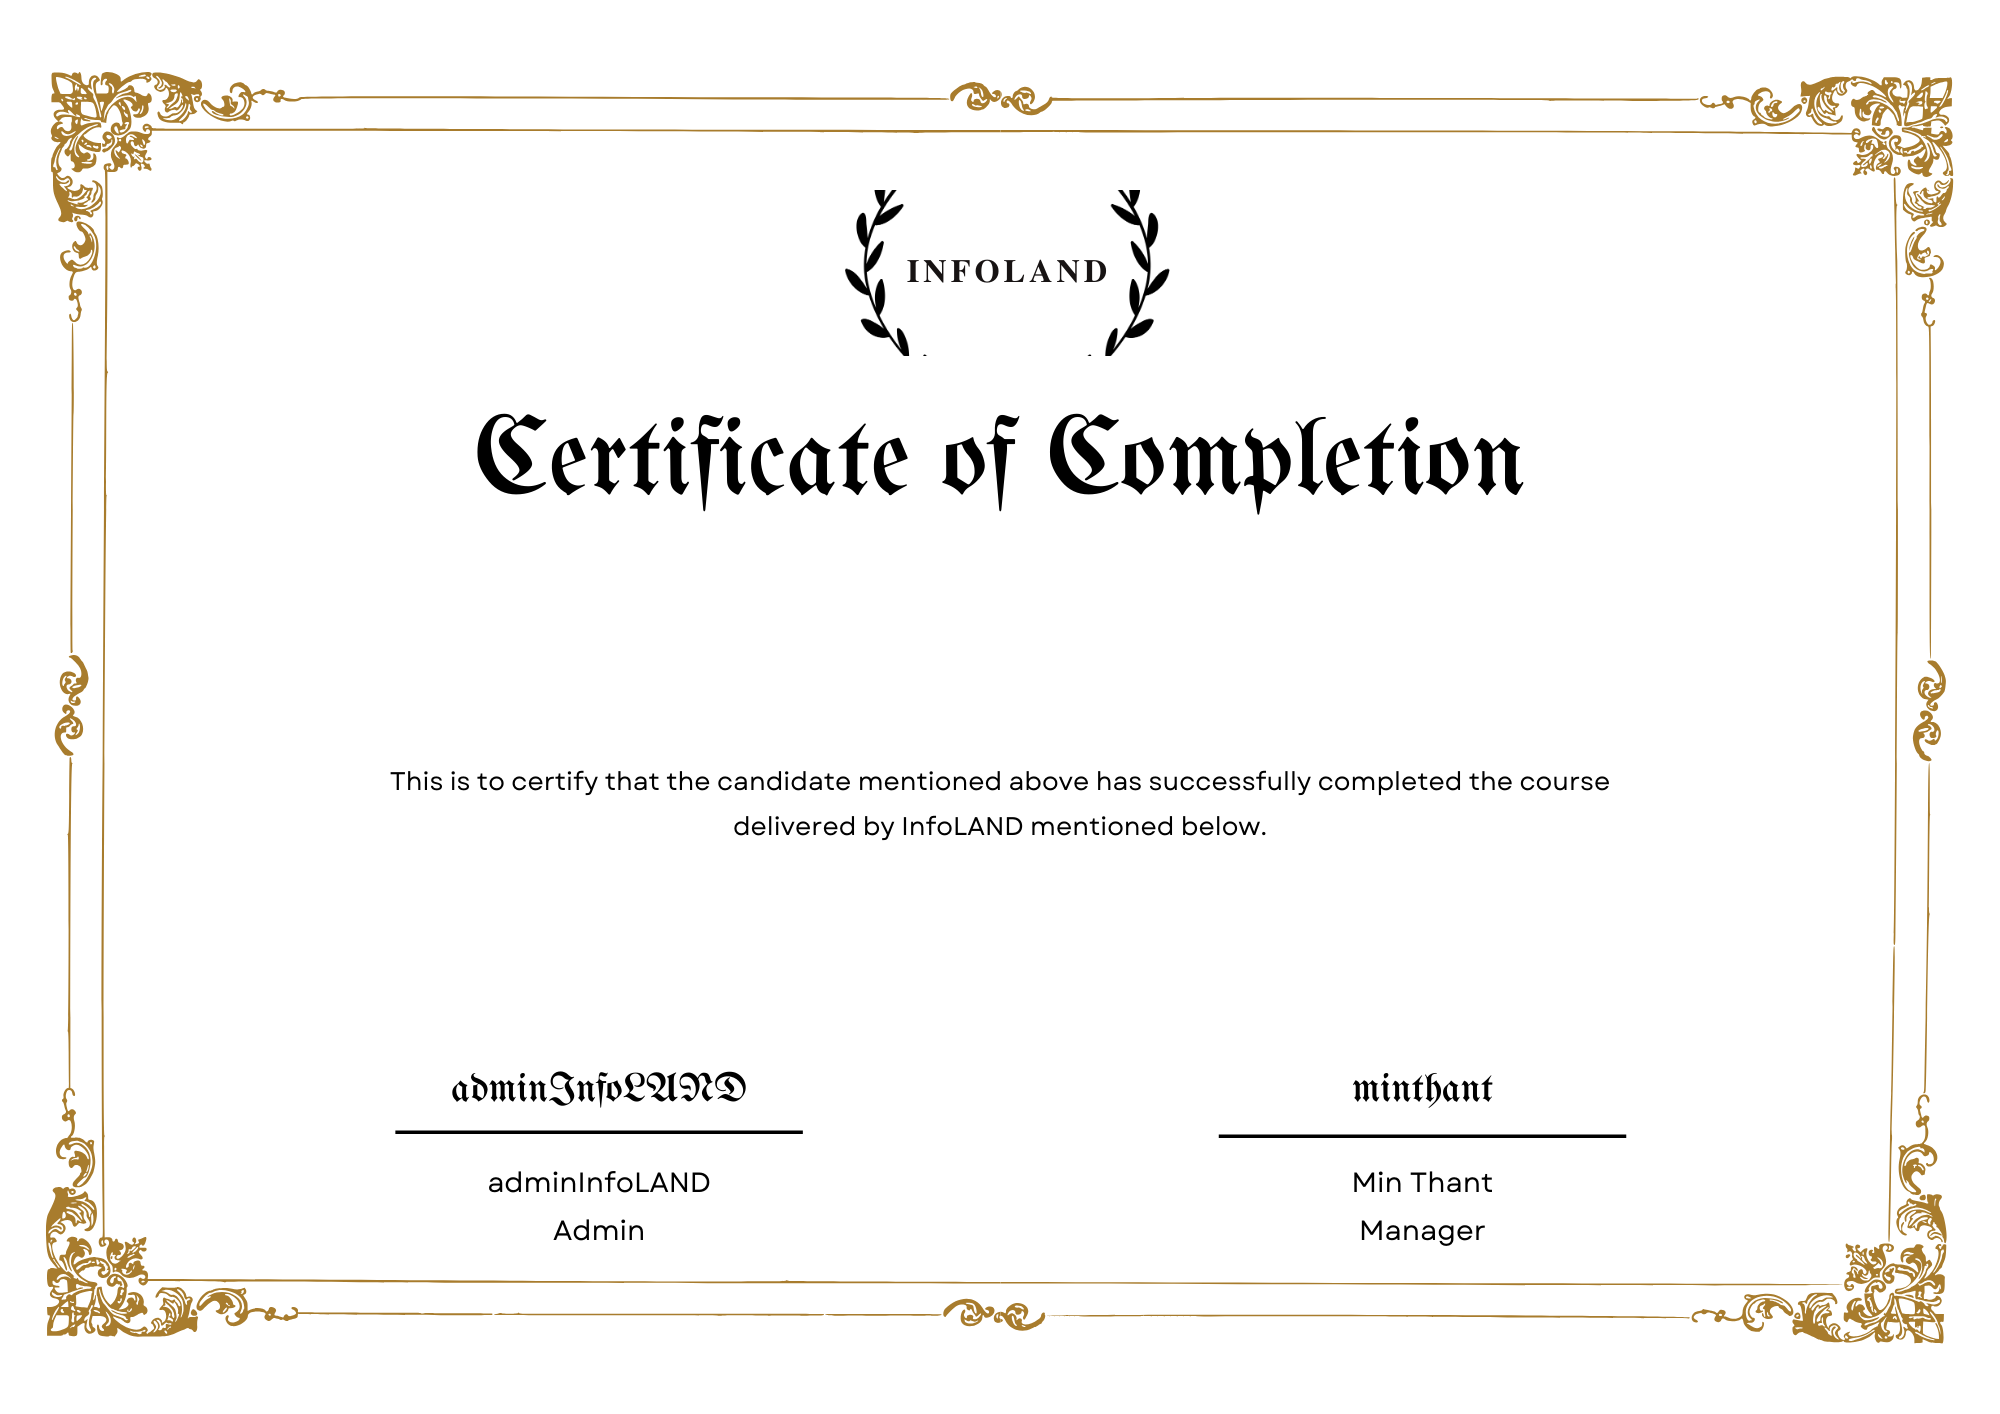 INFOLAND
Certificate of Completion
This is to certify that the candidate mentioned above has successfully completed the course
delivered by InfoLAND mentioned below.
adminInfoLAND
minthant
adminInfoLAND
Min Thant
Admin
Manager